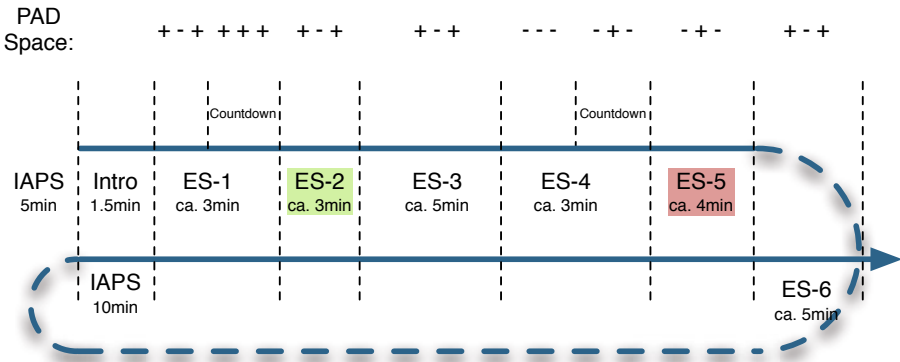 PAD
Space:
+ - + + + + + - + + - + - - - - + - - + - + - +
Countdown Countdown
IAPS Intro ES-1 ES-2 ES-3 ES-4 ES-5
5min 1.5min ca. 3min ca. 3min ca. 5min ca. 3min ca. 4min
IAPS
10min
ES-6
ca. 5min